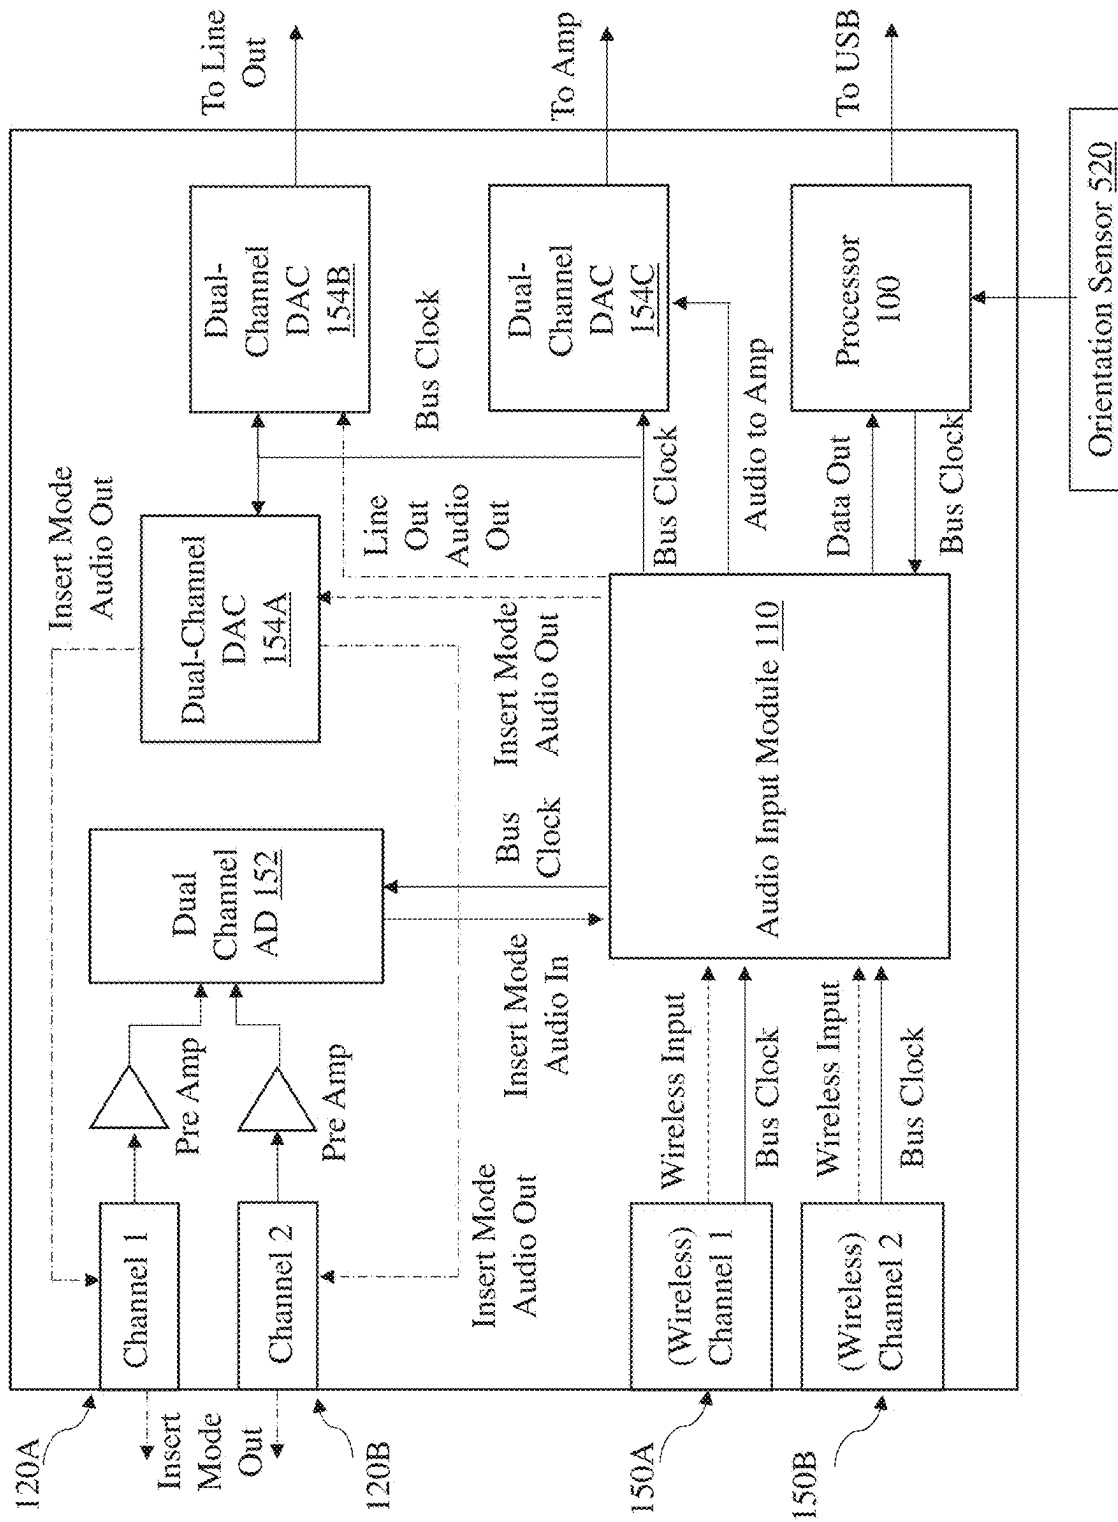 120A
Insert
Mode
Out
120B
Channel 1
Channel 2
Pre Amp
Pre Amp
Dual
Channel
AD 152
Insert Mode
Audio Out
Dual-Channel
DAC
154A
Dual-
Channel
DAC
154B
To Line
Out
Insert Mode
Audio Out
Insert Mode
Audio In
Bus
Clock
Insert Mode
Audio Out
Line
Out
Audio
Out
Bus Clock
Bus Clock
Dual-
Channel
DAC
154C
To Amp
Audio to Amp
150A
(Wireless)
Channel 1
Wireless Input
Bus Clock
150B
(Wireless)
Channel 2
Wireless Input
Bus Clock
Audio Input Module 110
Data Out
Bus Clock
Processor
100
To USB
Orientation Sensor 520